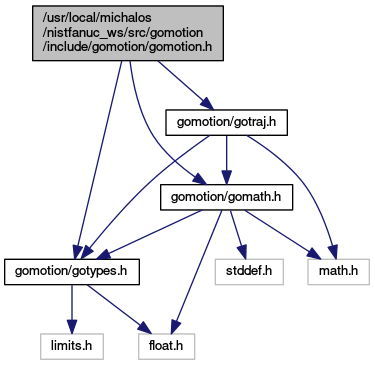 /usr/local/michalos
/nistfanuc_ws/src/gomotion
/include/gomotion/gomotion.h
gomotion/gotraj.h
gomotion/gomath.h
gomotion/gotypes.h
stddef.h
math.h
limits.h
float.h